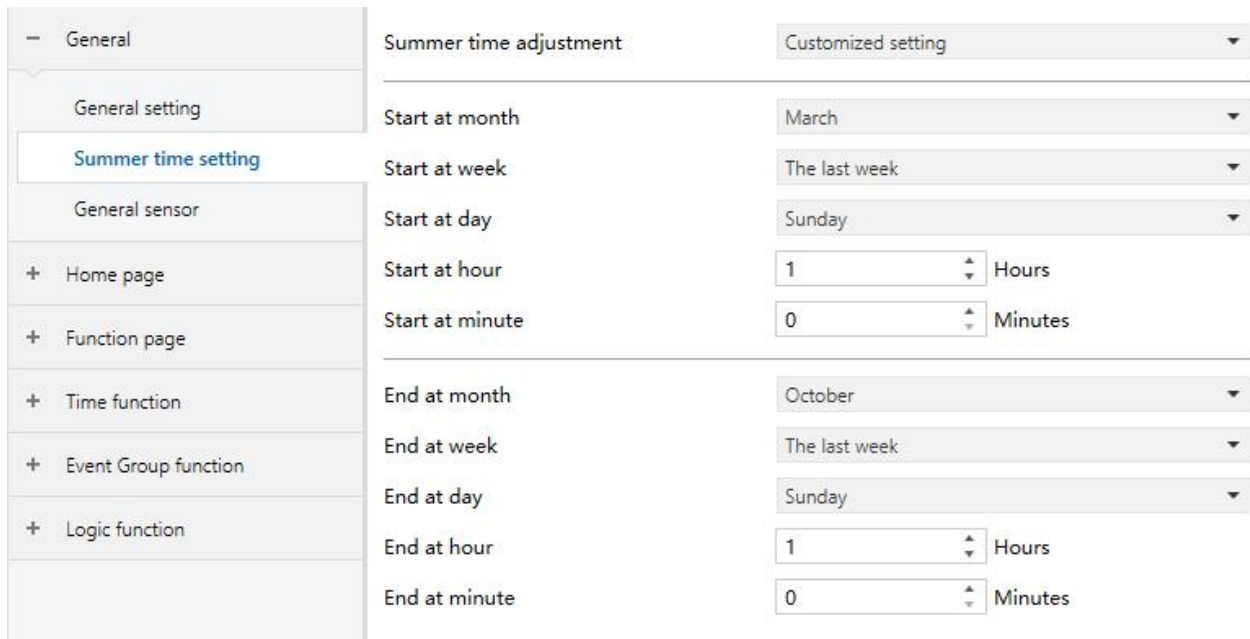 − General
General setting
Summer time setting
General sensor
+ Home page
+ Function page
+ Time function
+ Event Group function
+ Logic function
Summer time adjustment Customized setting
Start at month March
Start at week The last week
Start at day Sunday
Start at hour 1 Hours
Start at minute 0 Minutes
End at month October
End at week The last week
End at day Sunday
End at hour 1 Hours
End at minute 0 Minutes